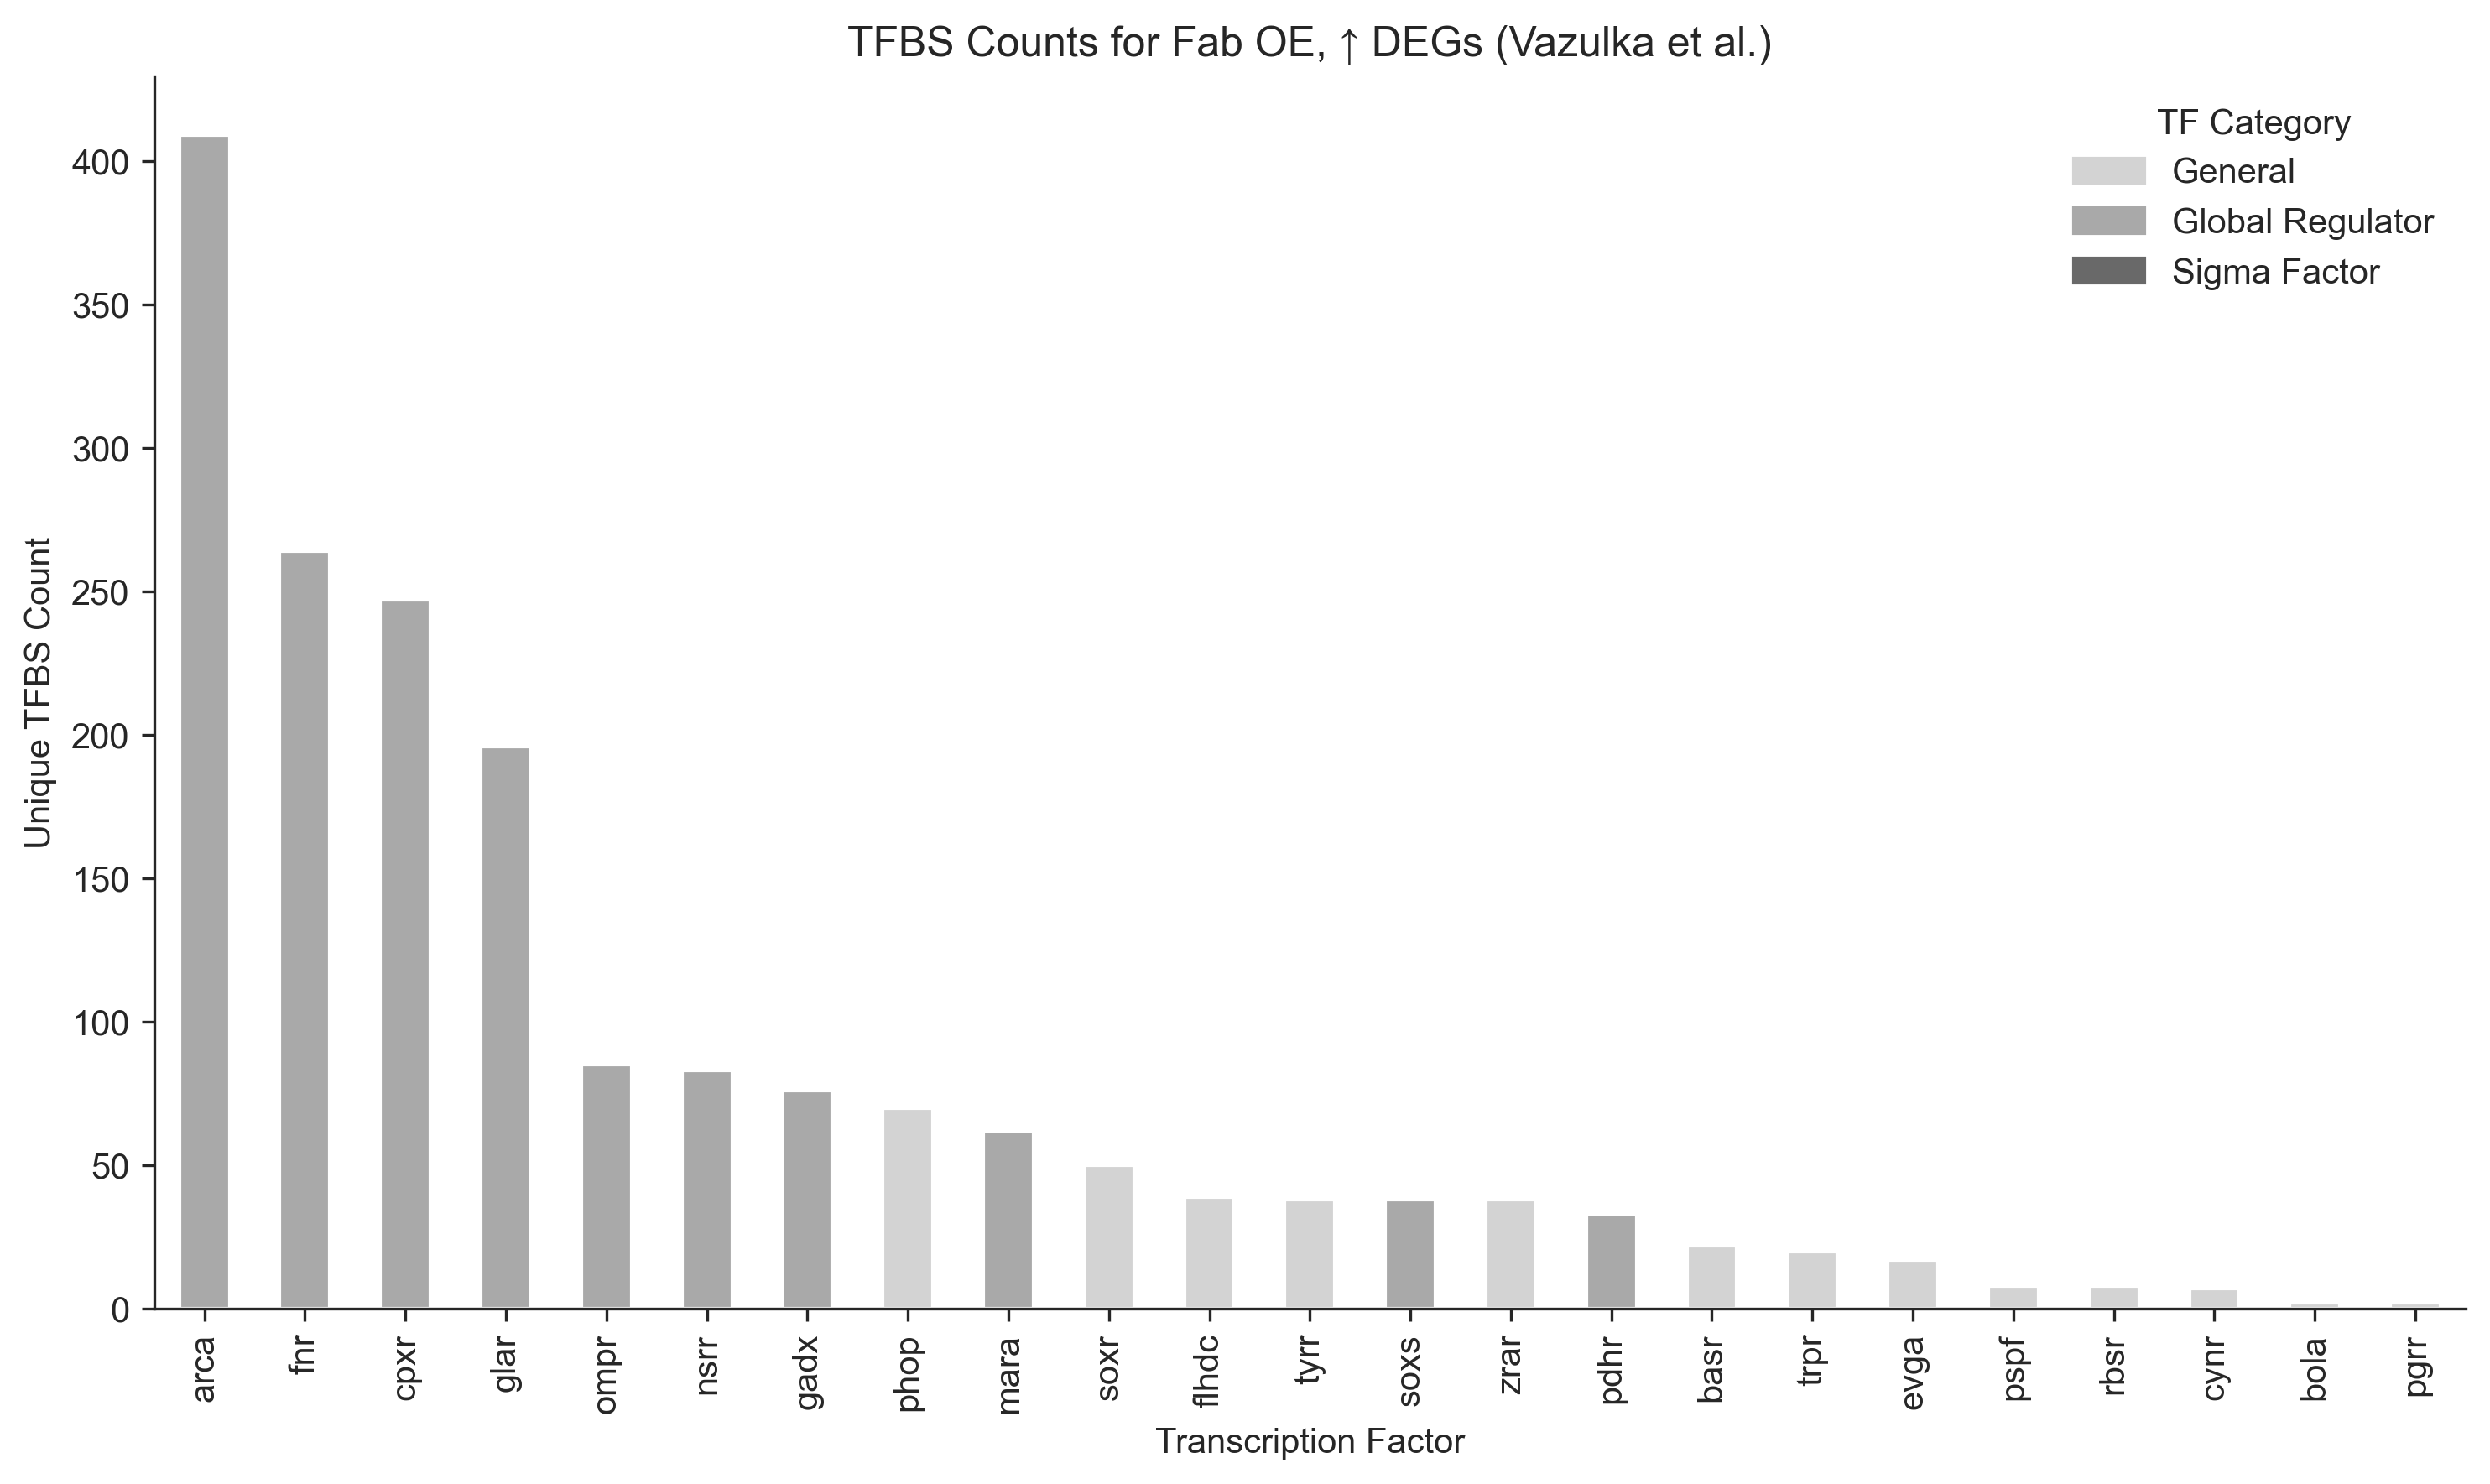 TFBS Counts for Fab OE, ↑ DEGs (Vazulka et al.)
TF Category
General
Global Regulator
Sigma Factor
Unique TFBS Count
400
350
300
250
200
150
100
50
0
arca
fnr
cpxr
glar
ompr
nsrr
gadx
phop
mara
soxr
flhdc
tyrr
soxs
zrar
pdhr
basr
trpr
evga
pspf
rbsr
cynr
bola
pgrr
Transcription Factor